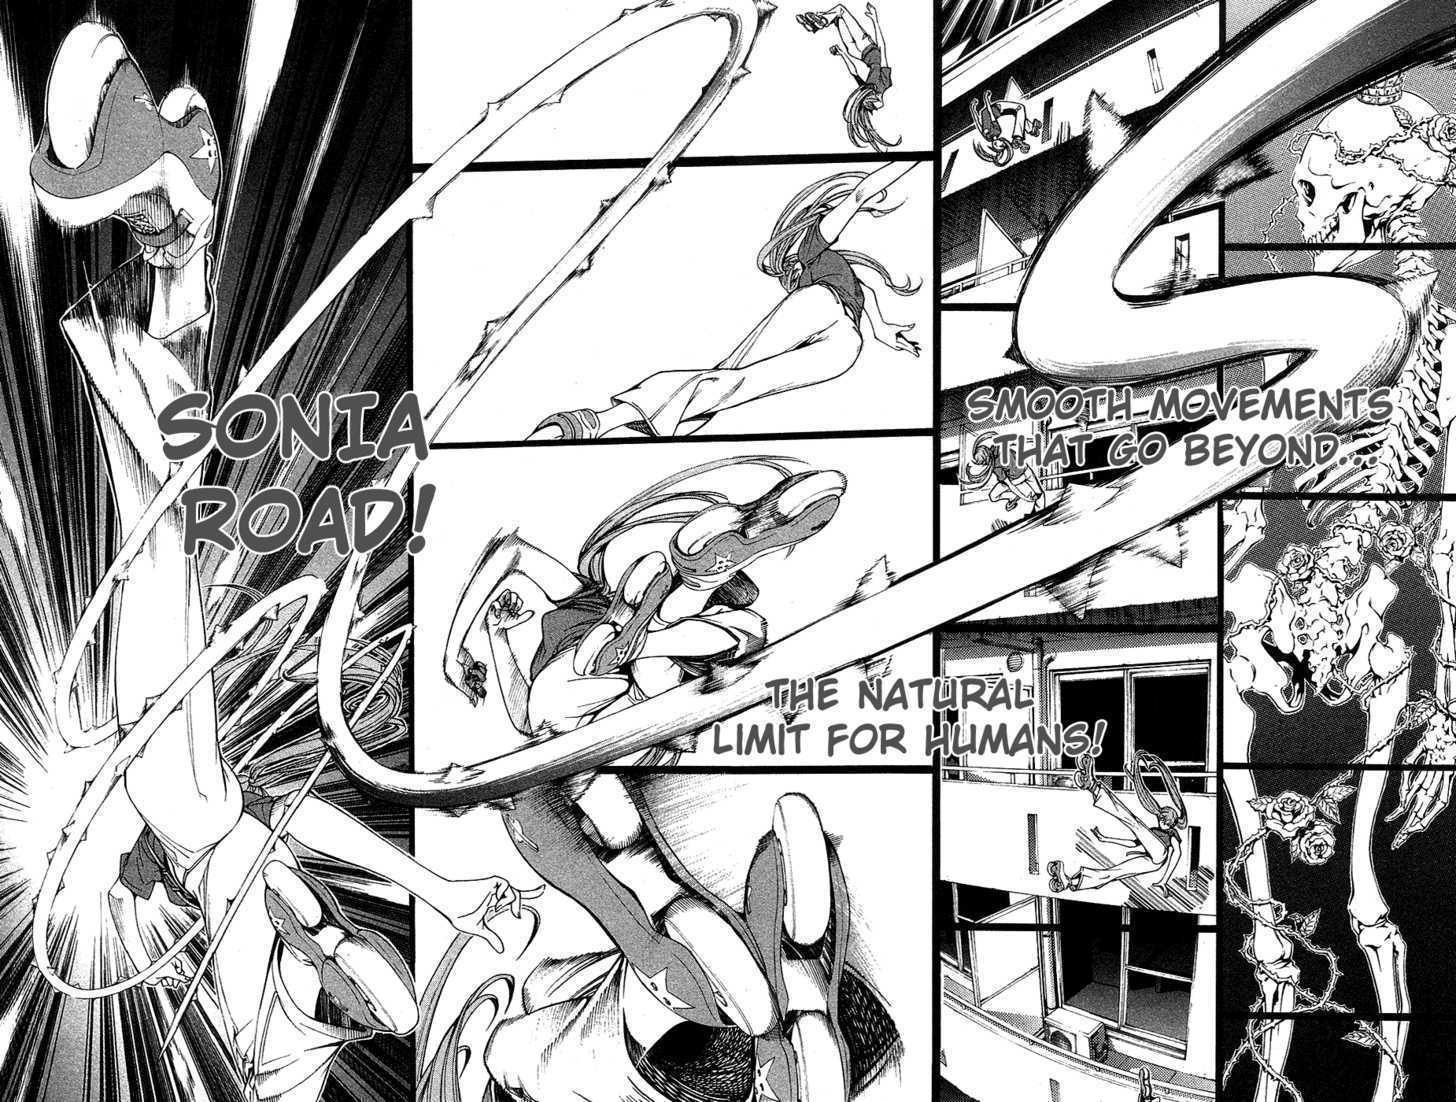 SMOOTH MOVEMENTS
THAT GO BEYOND...
THE NATURAL
LIMIT FOR HUMANS!
SONIA
ROAD!